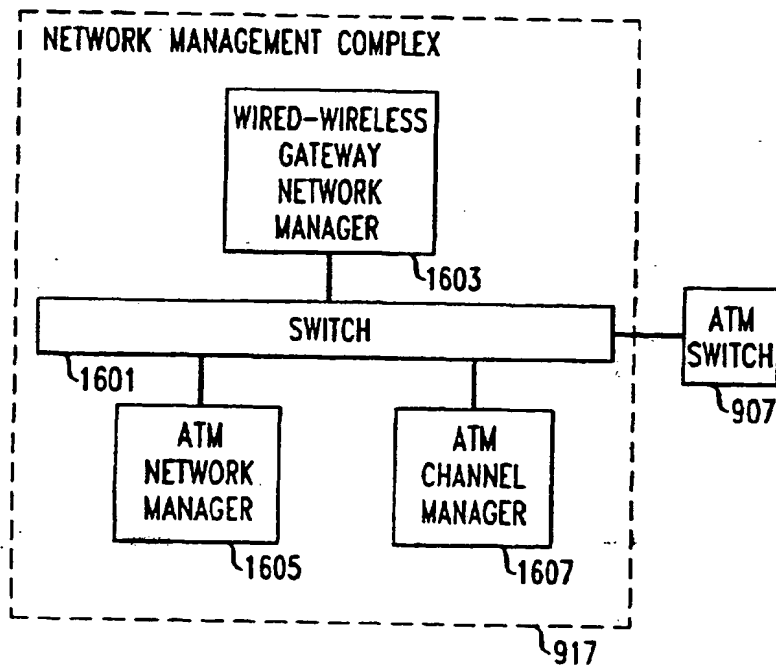 NETWORK MANAGEMENT COMPLEX
WIRED-WIRELESS
GATEWAY
NETWORK
MANAGER
1603
SWITCH
1601
ATM
SWITCH
907
ATM
NETWORK
MANAGER
1605
ATM
CHANNEL
MANAGER
1607
917